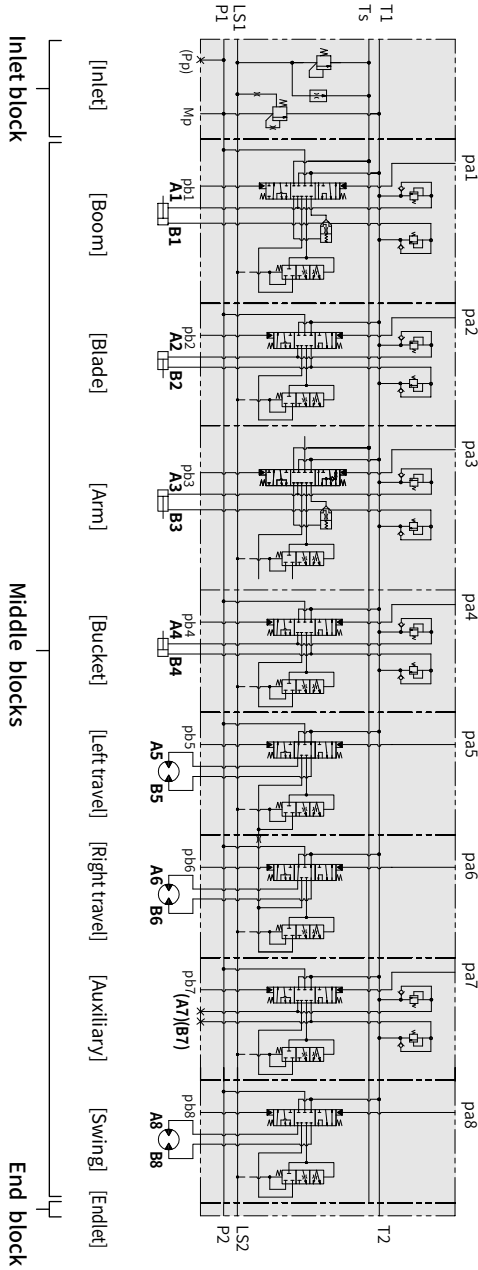 P1
LS1
Ts
T1
Inlet block
[Inlet]
(Pp)
Mp
pa1
pb1
A1
B1
[Boom]
pa2
pb2
A2
B2
[Blade]
pa3
pb3
A3
B3
[Arm]
Middle blocks
pa4
pb4
A4
B4
[Bucket]
pa5
pb5
A5
B5
[Left travel]
pa6
pb6
A6
B6
[Right travel]
pa7
pb7
(A7)(B7)
[Auxiliary]
pa8
pb8
A8
B8
[Swing]
End block
[Endlet]
P2
LS2
T2